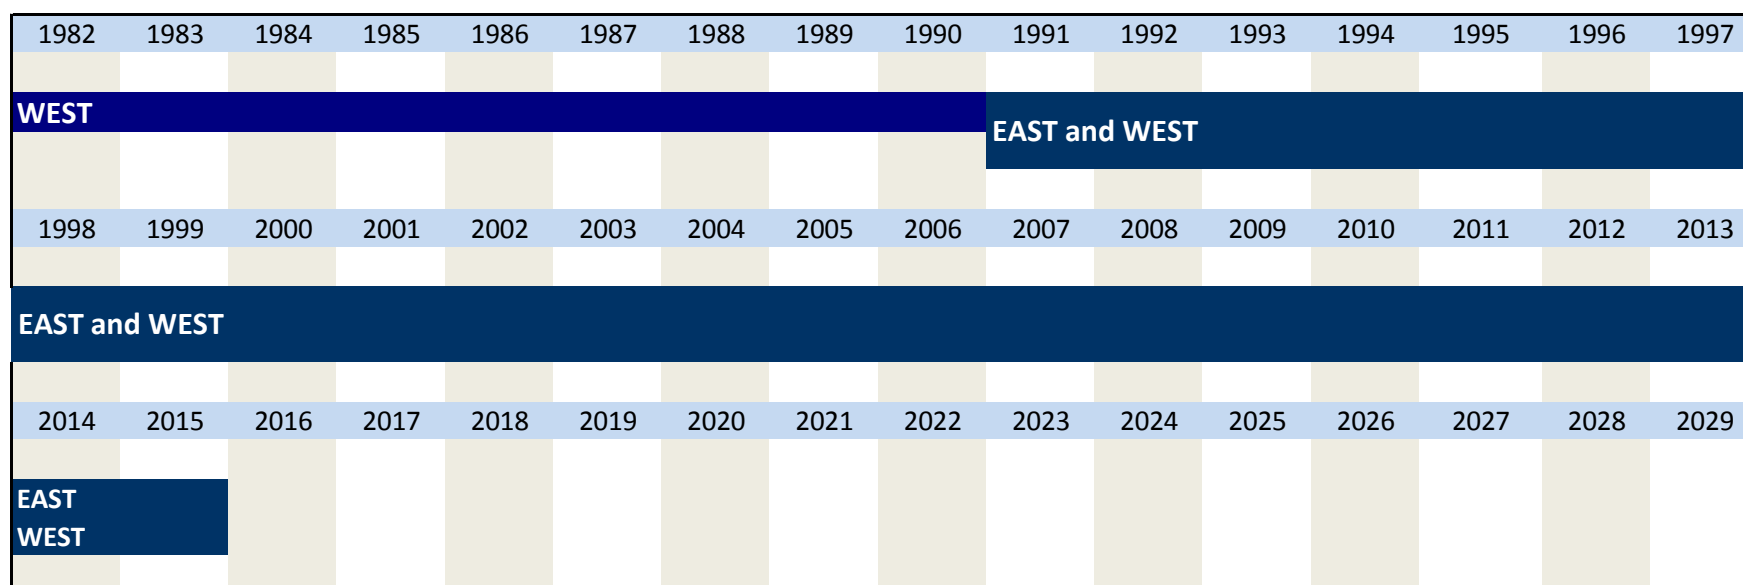 1982 1983 1984 1985 1986 1987 1988 1989 1990 1991 1992 1993 1994 1995 1996 1997
WEST
EAST and WEST
1998 1999 2000 2001 2002 2003 2004 2005 2006 2007 2008 2009 2010 2011 2012 2013
EAST and WEST
2014 2015 2016 2017 2018 2019 2020 2021 2022 2023 2024 2025 2026 2027 2028 2029
EAST
WEST